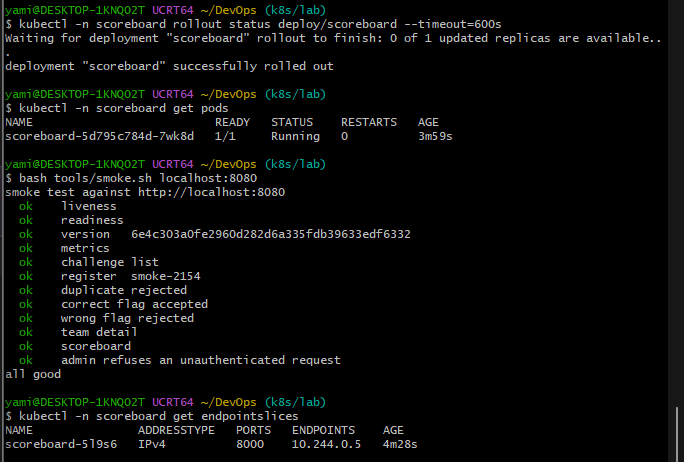 yami@DESKTOP-1KNQO2T UCRT64 ~/DevOps (k8s/lab)
$ kubectl -n scoreboard rollout status deploy/scoreboard --timeout=600s
Waiting for deployment "scoreboard" rollout to finish: 0 of 1 updated replicas are available..
.
deployment "scoreboard" successfully rolled out
yami@DESKTOP-1KNQO2T UCRT64 ~/DevOps (k8s/lab)
$ kubectl -n scoreboard get pods
NAME READY STATUS RESTARTS AGE
scoreboard-5d795c784d-7wk8d 1/1 Running 0 3m59s
yami@DESKTOP-1KNQO2T UCRT64 ~/DevOps (k8s/lab)
$ bash tools/smoke.sh localhost:8080
smoke test against http://localhost:8080
ok liveness
ok readiness
ok version 6e4c303a0fe2960d282d6a335fdb39633edf6332
ok metrics
ok challenge list
ok register smoke-2154
ok duplicate rejected
ok correct flag accepted
ok wrong flag rejected
ok team detail
ok scoreboard
ok admin refuses an unauthenticated request
all good
yami@DESKTOP-1KNQO2T UCRT64 ~/DevOps (k8s/lab)
$ kubectl -n scoreboard get endpointslices
NAME ADDRESSTYPE PORTS ENDPOINTS AGE
scoreboard-5l9s6 IPv4 8000 10.244.0.5 4m28s